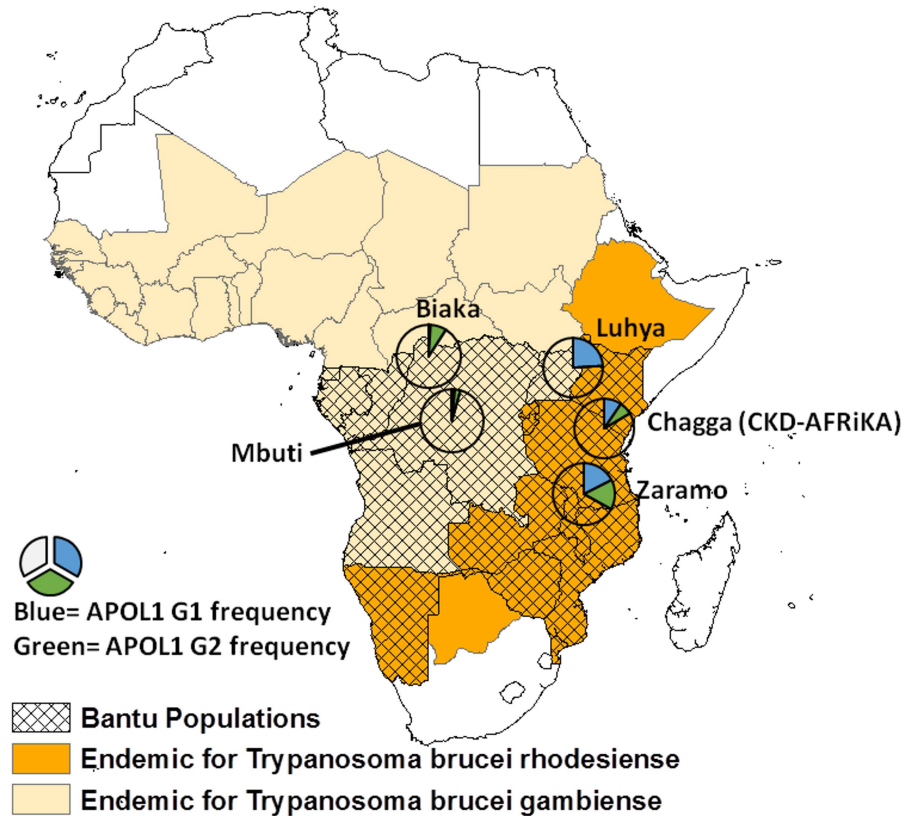 Biaka
Luhya
Chagga (CKD-AFRiKA)
Mbuti
Zaramo
Blue= APOL1 G1 frequency
Green= APOL1 G2 frequency
Bantu Populations
Endemic for Trypanosoma brucei rhodesiense
Endemic for Trypanosoma brucei gambiense